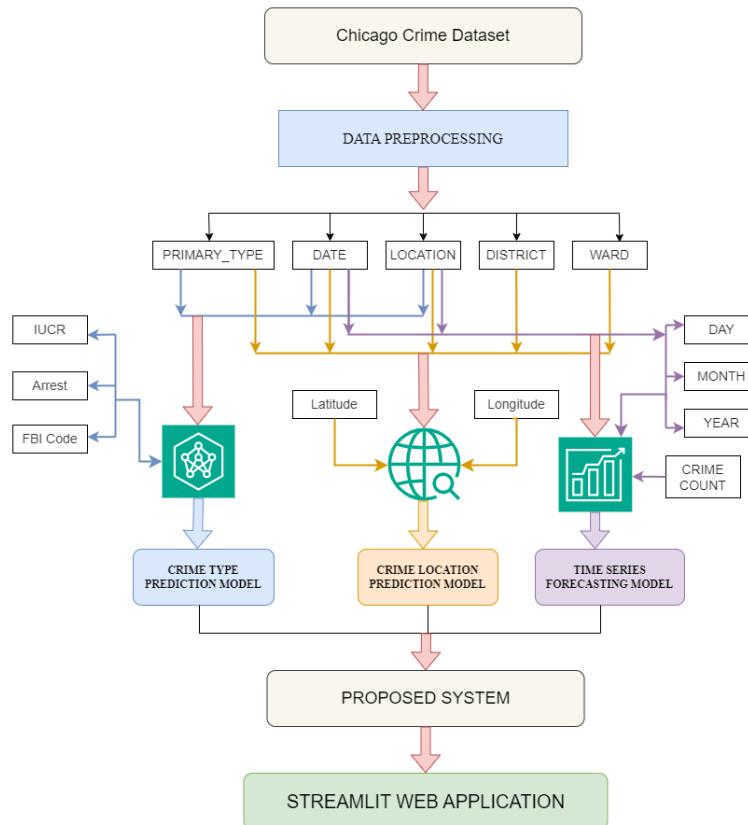 Chicago Crime Dataset
DATA PREPROCESSING
PRIMARY_TYPE
DATE
LOCATION
DISTRICT
WARD
IUCR
Arrest
FBI Code
Latitude
Longitude
DAY
MONTH
YEAR
CRIME
COUNT
CRIME TYPE
PREDICTION MODEL
CRIME LOCATION
PREDICTION MODEL
TIME SERIES
FORECASTING MODEL
PROPOSED SYSTEM
STREAMLIT WEB APPLICATION